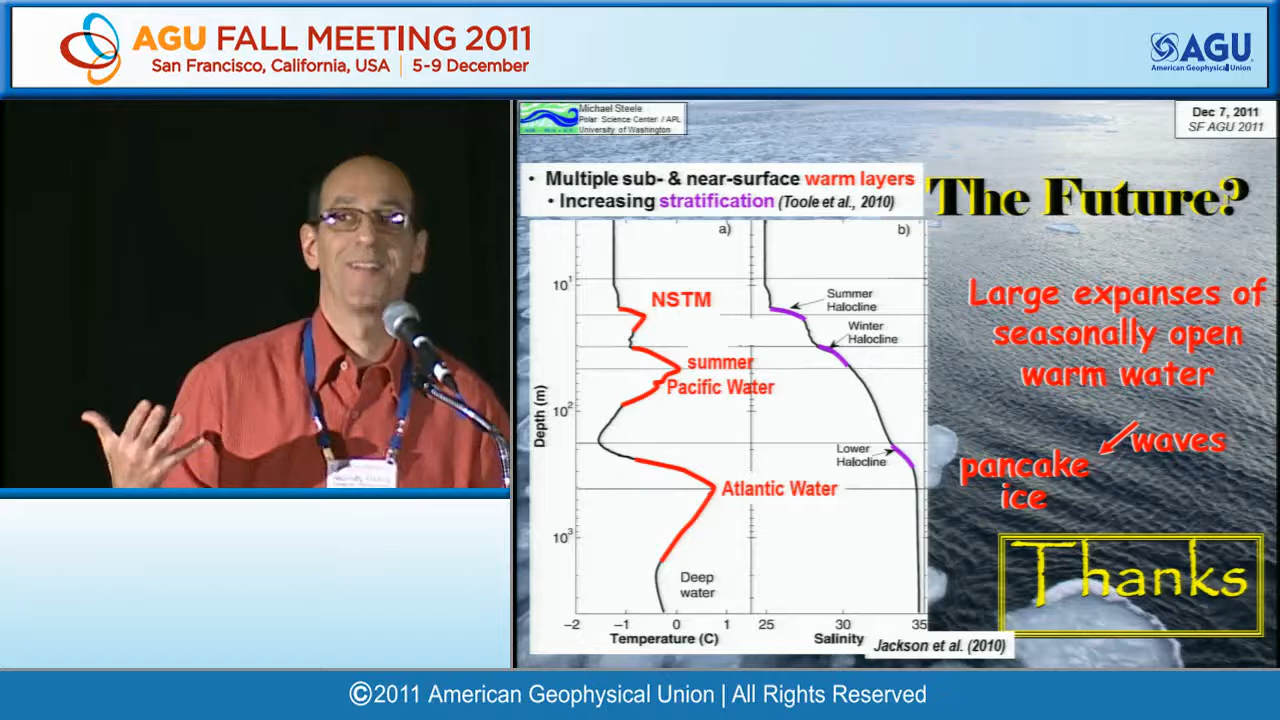 AGU FALL MEETING 2011
San Francisco, California, USA | 5-9 December
AGU
American Geophysical Union
Michael Steele
Polar Science Center / APL
University of Washington
Dec 7, 2011
SF AGU 2011
• Multiple sub- & near-surface warm layers
• Increasing stratification (Toole et al., 2010)
The Future?
a)
b)
10¹
NSTM
Summer
Halocline
Winter
Halocline
summer
Pacific Water
10²
Depth (m)
Lower
Halocline
Atlantic Water
10³
Deep
water
−2 −1 0 1 25 30 35
Temperature (C)
Salinity
Jackson et al. (2010)
Large expanses of
seasonally open
warm water
waves
pancake
ice
Thanks
©2011 American Geophysical Union | All Rights Reserved